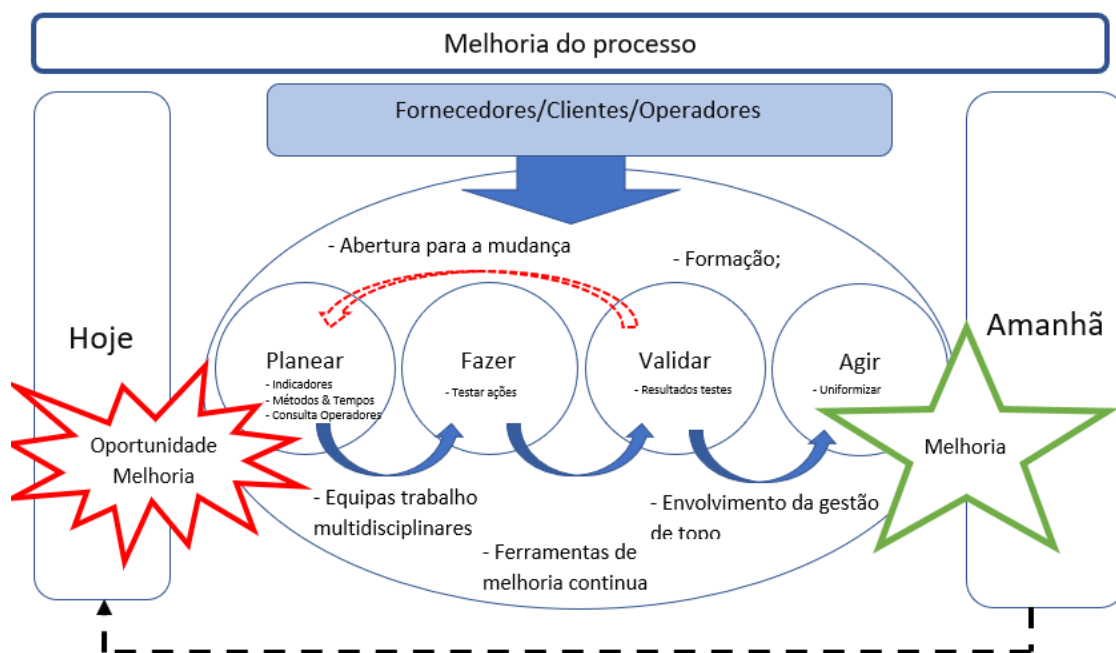 Melhoria do processo
Fornecedores/Clientes/Operadores
- Abertura para a mudança
- Formação;
Hoje
Amanhã
Planear
- Indicadores
- Métodos & Tempos
- Consulta Operadores
Fazer
- Testar ações
Validar
- Resultados testes
Agir
- Uniformizar
Oportunidade
Melhoria
Melhoria
- Equipas trabalho
multidisciplinares
- Envolvimento da gestão
de topo
- Ferramentas de
melhoria continua